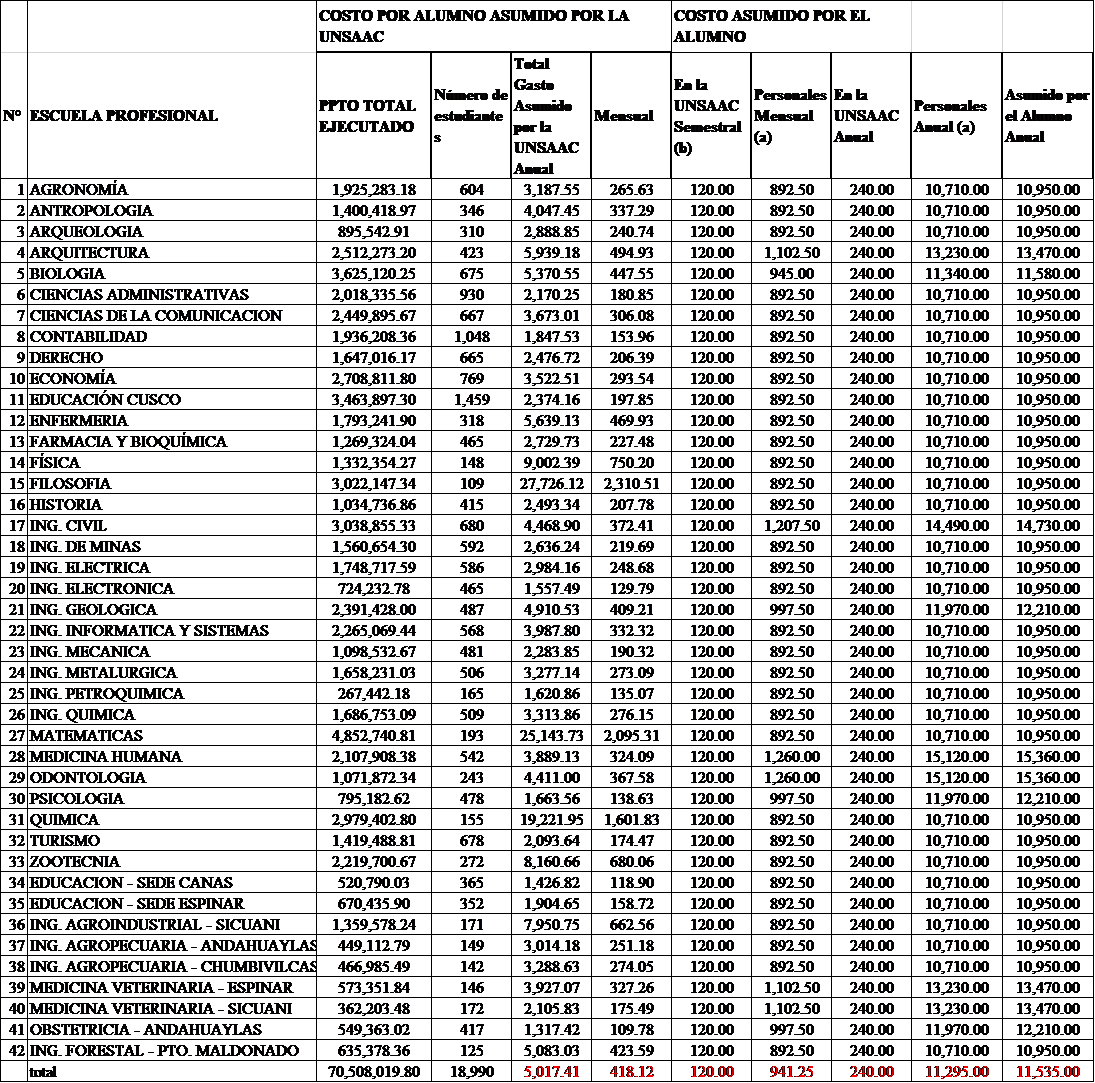 COSTO POR ALUMNO ASUMIDO POR LA UNSAAC COSTO ASUMIDO POR EL ALUMNO
N° ESCUELA PROFESIONAL PPTO TOTAL EJECUTADO Número de estudiantes Total Gasto Asumido por la UNSAAC Anual Mensual En la UNSAAC Semestral (b) Personales Mensual (a) En la UNSAAC Anual Personales Anual (a) Asumido por el Alumno Anual
1 AGRONOMÍA 1,925,283.18 604 3,187.55 265.63 120.00 892.50 240.00 10,710.00 10,950.00
2 ANTROPOLOGIA 1,400,418.97 346 4,047.45 337.29 120.00 892.50 240.00 10,710.00 10,950.00
3 ARQUEOLOGIA 895,542.91 310 2,888.85 240.74 120.00 892.50 240.00 10,710.00 10,950.00
4 ARQUITECTURA 2,512,273.20 423 5,939.18 494.93 120.00 1,102.50 240.00 13,230.00 13,470.00
5 BIOLOGIA 3,625,120.25 675 5,370.55 447.55 120.00 945.00 240.00 11,340.00 11,580.00
6 CIENCIAS ADMINISTRATIVAS 2,018,335.56 930 2,170.25 180.85 120.00 892.50 240.00 10,710.00 10,950.00
7 CIENCIAS DE LA COMUNICACION 2,449,895.67 667 3,673.01 306.08 120.00 892.50 240.00 10,710.00 10,950.00
8 CONTABILIDAD 1,936,208.36 1,048 1,847.53 153.96 120.00 892.50 240.00 10,710.00 10,950.00
9 DERECHO 1,647,016.17 665 2,476.72 206.39 120.00 892.50 240.00 10,710.00 10,950.00
10 ECONOMÍA 2,708,811.80 769 3,522.51 293.54 120.00 892.50 240.00 10,710.00 10,950.00
11 EDUCACIÓN CUSCO 3,463,897.30 1,459 2,374.16 197.85 120.00 892.50 240.00 10,710.00 10,950.00
12 ENFERMERIA 1,793,241.90 318 5,639.13 469.93 120.00 892.50 240.00 10,710.00 10,950.00
13 FARMACIA Y BIOQUÍMICA 1,269,324.04 465 2,729.73 227.48 120.00 892.50 240.00 10,710.00 10,950.00
14 FÍSICA 1,332,354.27 148 9,002.39 750.20 120.00 892.50 240.00 10,710.00 10,950.00
15 FILOSOFIA 3,022,147.34 109 27,726.12 2,310.51 120.00 892.50 240.00 10,710.00 10,950.00
16 HISTORIA 1,034,736.86 415 2,493.34 207.78 120.00 892.50 240.00 10,710.00 10,950.00
17 ING. CIVIL 3,038,855.33 680 4,468.90 372.41 120.00 1,207.50 240.00 14,490.00 14,730.00
18 ING. DE MINAS 1,560,654.30 592 2,636.24 219.69 120.00 892.50 240.00 10,710.00 10,950.00
19 ING. ELECTRICA 1,748,717.59 586 2,984.16 248.68 120.00 892.50 240.00 10,710.00 10,950.00
20 ING. ELECTRONICA 724,232.78 465 1,557.49 129.79 120.00 892.50 240.00 10,710.00 10,950.00
21 ING. GEOLOGICA 2,391,428.00 487 4,910.53 409.21 120.00 997.50 240.00 11,970.00 12,210.00
22 ING. INFORMATICA Y SISTEMAS 2,265,069.44 568 3,987.80 332.32 120.00 892.50 240.00 10,710.00 10,950.00
23 ING. MECANICA 1,098,532.67 481 2,283.85 190.32 120.00 892.50 240.00 10,710.00 10,950.00
24 ING. METALURGICA 1,658,231.03 506 3,277.14 273.09 120.00 892.50 240.00 10,710.00 10,950.00
25 ING. PETROQUIMICA 267,442.18 165 1,620.86 135.07 120.00 892.50 240.00 10,710.00 10,950.00
26 ING. QUIMICA 1,686,753.09 509 3,313.86 276.15 120.00 892.50 240.00 10,710.00 10,950.00
27 MATEMATICAS 4,852,740.81 193 25,143.73 2,095.31 120.00 892.50 240.00 10,710.00 10,950.00
28 MEDICINA HUMANA 2,107,908.38 542 3,889.13 324.09 120.00 1,260.00 240.00 15,120.00 15,360.00
29 ODONTOLOGIA 1,071,872.34 243 4,411.00 367.58 120.00 1,260.00 240.00 15,120.00 15,360.00
30 PSICOLOGIA 795,182.62 478 1,663.56 138.63 120.00 997.50 240.00 11,970.00 12,210.00
31 QUIMICA 2,979,402.80 155 19,221.95 1,601.83 120.00 892.50 240.00 10,710.00 10,950.00
32 TURISMO 1,419,488.81 678 2,093.64 174.47 120.00 892.50 240.00 10,710.00 10,950.00
33 ZOOTECNIA 2,219,700.67 272 8,160.66 680.06 120.00 892.50 240.00 10,710.00 10,950.00
34 EDUCACION - SEDE CANAS 520,790.03 365 1,426.82 118.90 120.00 892.50 240.00 10,710.00 10,950.00
35 EDUCACION - SEDE ESPINAR 670,435.90 352 1,904.65 158.72 120.00 892.50 240.00 10,710.00 10,950.00
36 ING. AGROINDUSTRIAL - SICUANI 1,359,578.24 171 7,950.75 662.56 120.00 892.50 240.00 10,710.00 10,950.00
37 ING. AGROPECUARIA - ANDAHUAYLAS 449,112.79 149 3,014.18 251.18 120.00 892.50 240.00 10,710.00 10,950.00
38 ING. AGROPECUARIA - CHUMBIVILCAS 466,985.49 142 3,288.63 274.05 120.00 892.50 240.00 10,710.00 10,950.00
39 MEDICINA VETERINARIA - ESPINAR 573,351.84 146 3,927.07 327.26 120.00 1,102.50 240.00 13,230.00 13,470.00
40 MEDICINA VETERINARIA - SICUANI 362,203.48 172 2,105.83 175.49 120.00 1,102.50 240.00 13,230.00 13,470.00
41 OBSTETRICIA - ANDAHUAYLAS 549,363.02 417 1,317.42 109.78 120.00 997.50 240.00 11,970.00 12,210.00
42 ING. FORESTAL - PTO. MALDONADO 635,378.36 125 5,083.03 423.59 120.00 892.50 240.00 10,710.00 10,950.00
total 70,508,019.80 18,990 5,017.41 418.12 120.00 941.25 240.00 11,295.00 11,535.00